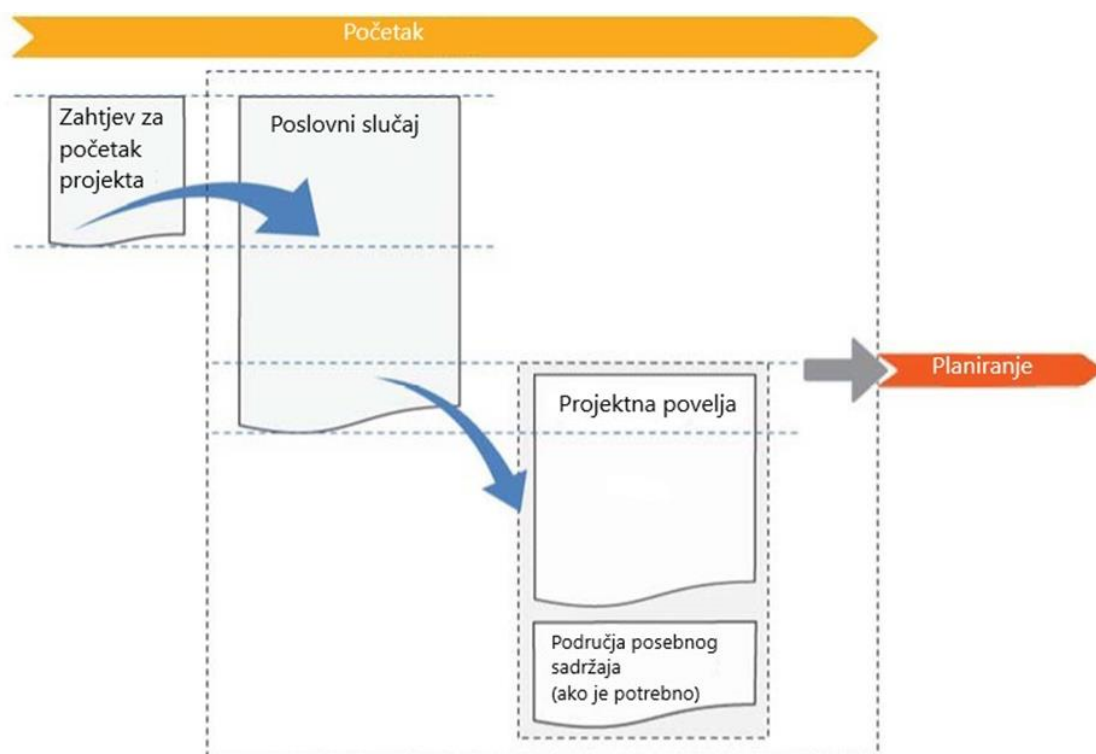 Početak
Zahtjev za
početak
projekta
Poslovni slučaj
Planiranje
Projektna povelja
Područja posebnog
sadržaja
(ako je potrebno)